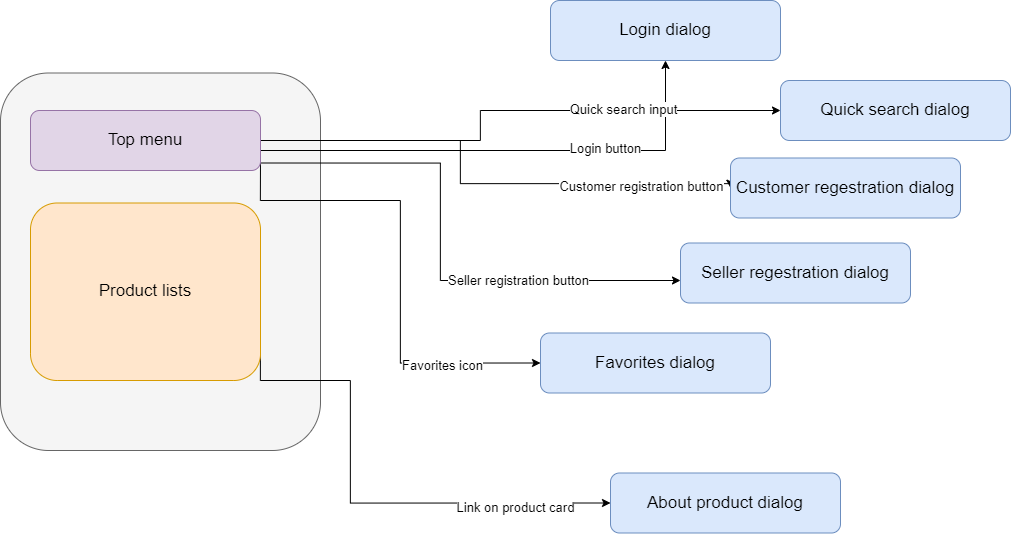 Login dialog
Quick search input
Quick search dialog
Top menu
Login button
Customer registration button
Customer regestration dialog
Seller registration button
Seller regestration dialog
Product lists
Favorites icon
Favorites dialog
Link on product card
About product dialog